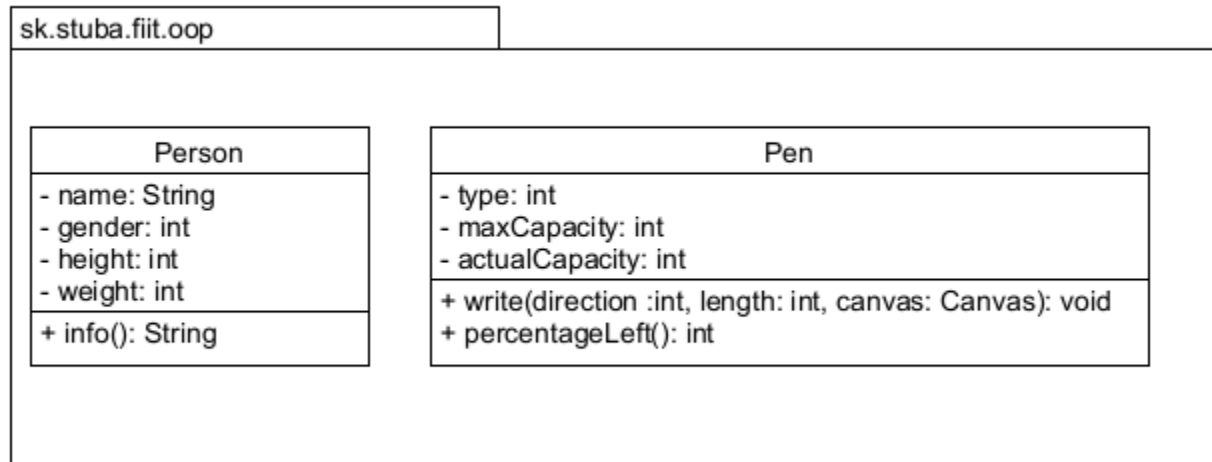 sk.stuba.fiit.oop
Person
- name: String
- gender: int
- height: int
- weight: int
+ info(): String
Pen
- type: int
- maxCapacity: int
- actualCapacity: int
+ write(direction :int, length: int, canvas: Canvas): void
+ percentageLeft(): int